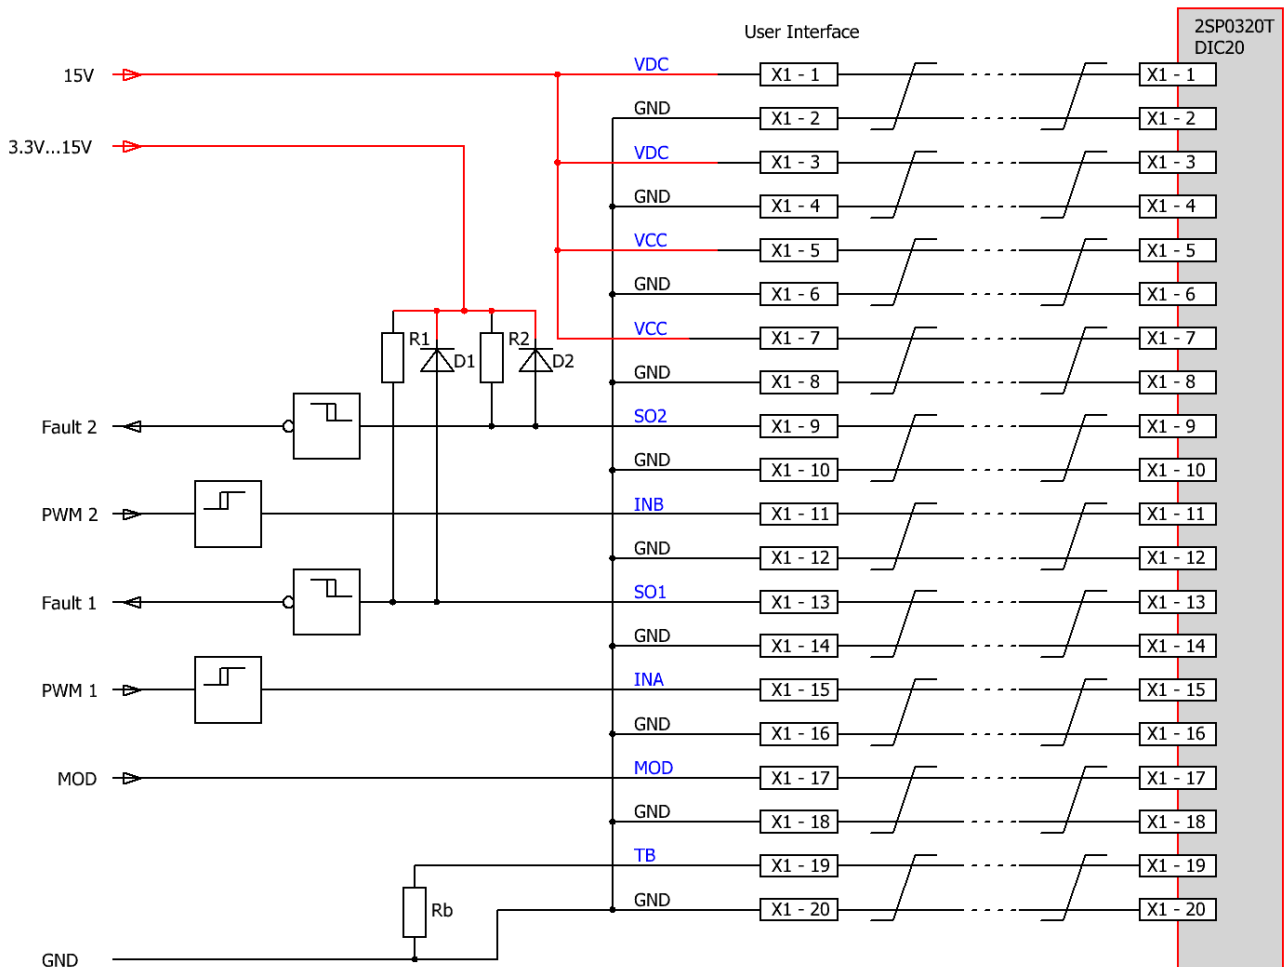 User Interface
2SP0320T
DIC20
15V
VDC
X1 - 1
X1 - 1
GND
X1 - 2
X1 - 2
3.3V...15V
VDC
X1 - 3
X1 - 3
GND
X1 - 4
X1 - 4
VCC
X1 - 5
X1 - 5
GND
X1 - 6
X1 - 6
R1
D1
R2
D2
VCC
X1 - 7
X1 - 7
GND
X1 - 8
X1 - 8
Fault 2
SO2
X1 - 9
X1 - 9
GND
X1 - 10
X1 - 10
PWM 2
INB
X1 - 11
X1 - 11
GND
X1 - 12
X1 - 12
Fault 1
SO1
X1 - 13
X1 - 13
GND
X1 - 14
X1 - 14
PWM 1
INA
X1 - 15
X1 - 15
GND
X1 - 16
X1 - 16
MOD
MOD
X1 - 17
X1 - 17
GND
X1 - 18
X1 - 18
TB
X1 - 19
X1 - 19
Rb
GND
X1 - 20
X1 - 20
GND